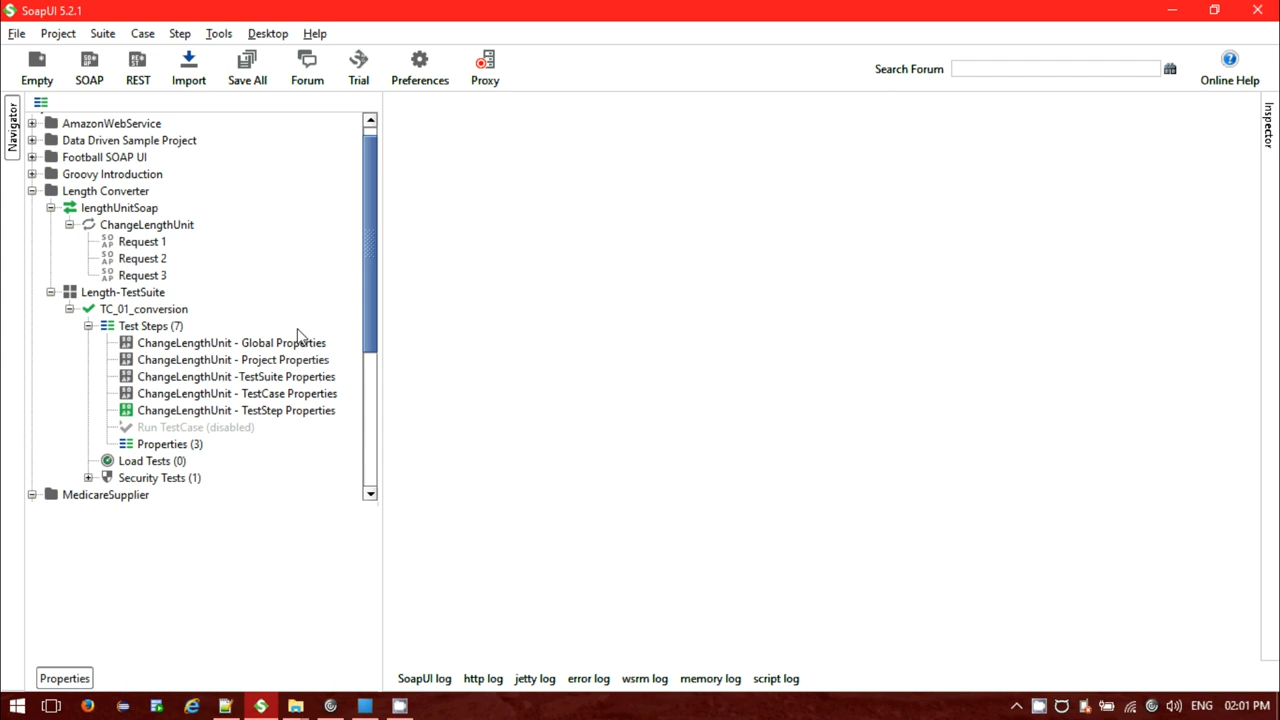 SoapUI 5.2.1
File Project Suite Case Step Tools Desktop Help
Empty SOAP REST Import Save All Forum Trial Preferences Proxy Search Forum Online Help
Navigator
Inspector
AmazonWebService
Data Driven Sample Project
Football SOAP UI
Groovy Introduction
Length Converter
lengthUnitSoap
ChangeLengthUnit
Request 1
Request 2
Request 3
Length-TestSuite
TC_01_conversion
Test Steps (7)
ChangeLengthUnit - Global Properties
ChangeLengthUnit - Project Properties
ChangeLengthUnit -TestSuite Properties
ChangeLengthUnit - TestCase Properties
ChangeLengthUnit - TestStep Properties
Run TestCase (disabled)
Properties (3)
Load Tests (0)
Security Tests (1)
MedicareSupplier
Properties
SoapUI log http log jetty log error log wsrm log memory log script log
ENG 02:01 PM